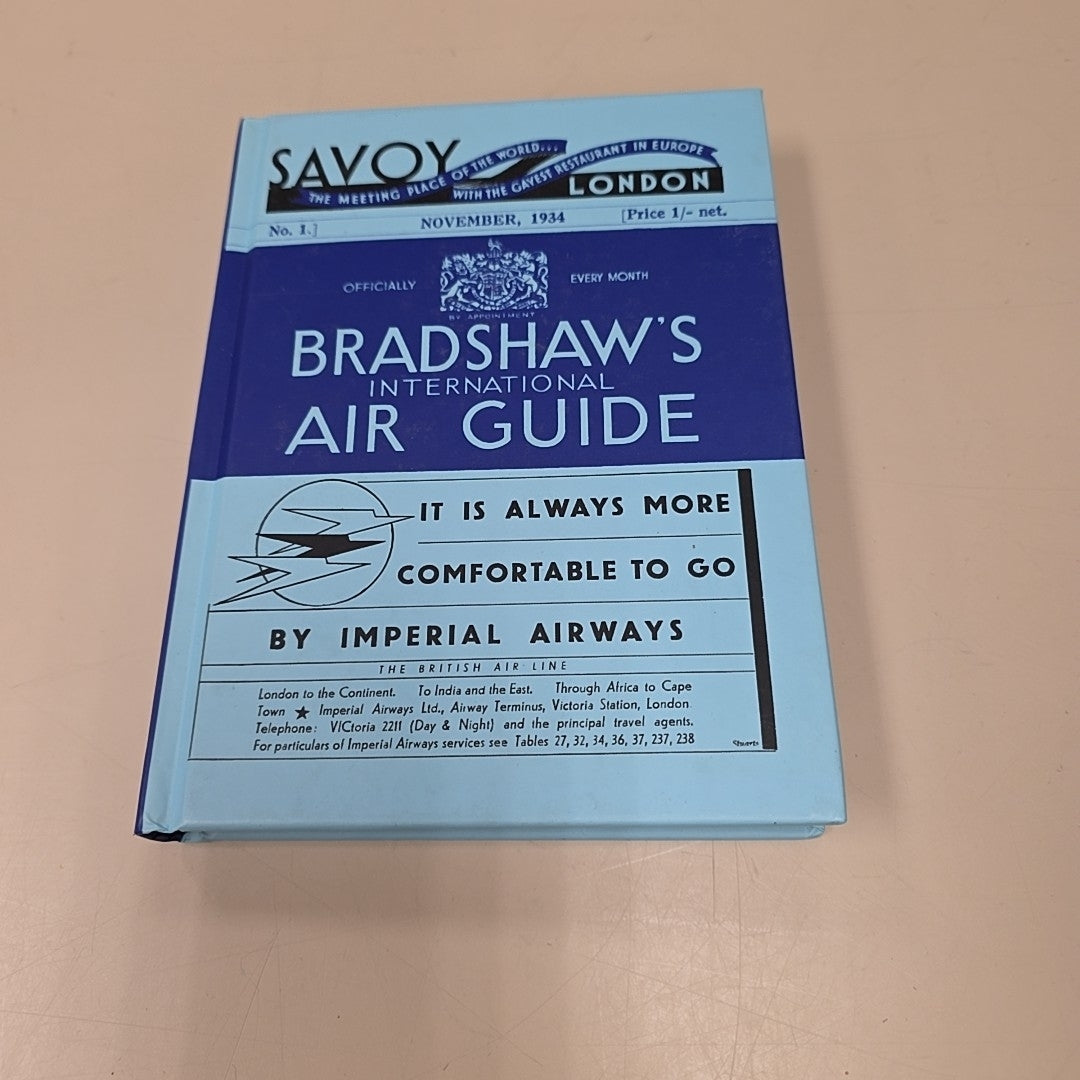 SAVOY
THE MEETING PLACE OF THE WORLD...
WITH THE GAYEST RESTAURANT IN EUROPE
LONDON
No. 1.] NOVEMBER, 1934 [Price 1/- net.
OFFICIALLY EVERY MONTH
BY APPOINTMENT
BRADSHAW'S
INTERNATIONAL
AIR GUIDE
IT IS ALWAYS MORE
COMFORTABLE TO GO
BY IMPERIAL AIRWAYS
THE BRITISH AIR LINE
London to the Continent. To India and the East. Through Africa to Cape
Town ★ Imperial Airways Ltd., Airway Terminus, Victoria Station, London.
Telephone: VICtoria 2211 (Day & Night) and the principal travel agents.
For particulars of Imperial Airways services see Tables 27, 32, 34, 36, 37, 237, 238
Stuarts